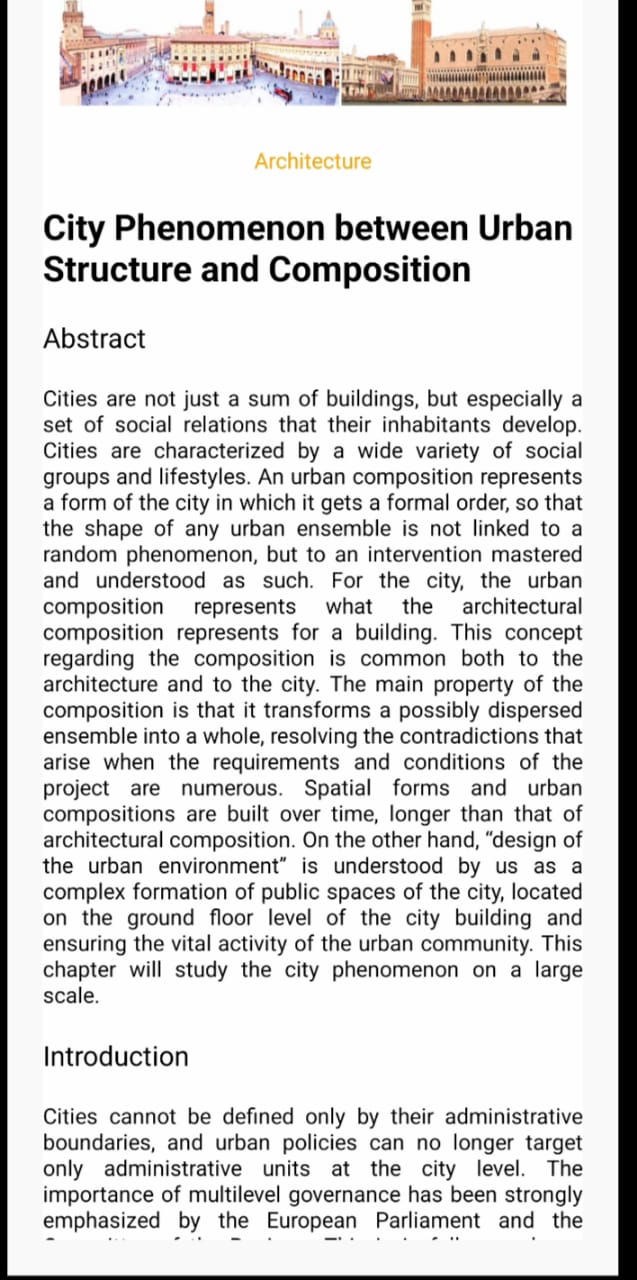 Architecture
City Phenomenon between Urban
Structure and Composition
Abstract
Cities are not just a sum of buildings, but especially a
set of social relations that their inhabitants develop.
Cities are characterized by a wide variety of social
groups and lifestyles. An urban composition represents
a form of the city in which it gets a formal order, so that
the shape of any urban ensemble is not linked to a
random phenomenon, but to an intervention mastered
and understood as such. For the city, the urban
composition represents what the architectural
composition represents for a building. This concept
regarding the composition is common both to the
architecture and to the city. The main property of the
composition is that it transforms a possibly dispersed
ensemble into a whole, resolving the contradictions that
arise when the requirements and conditions of the
project are numerous. Spatial forms and urban
compositions are built over time, longer than that of
architectural composition. On the other hand, “design of
the urban environment” is understood by us as a
complex formation of public spaces of the city, located
on the ground floor level of the city building and
ensuring the vital activity of the urban community. This
chapter will study the city phenomenon on a large
scale.
Introduction
Cities cannot be defined only by their administrative
boundaries, and urban policies can no longer target
only administrative units at the city level. The
importance of multilevel governance has been strongly
emphasized by the European Parliament and the